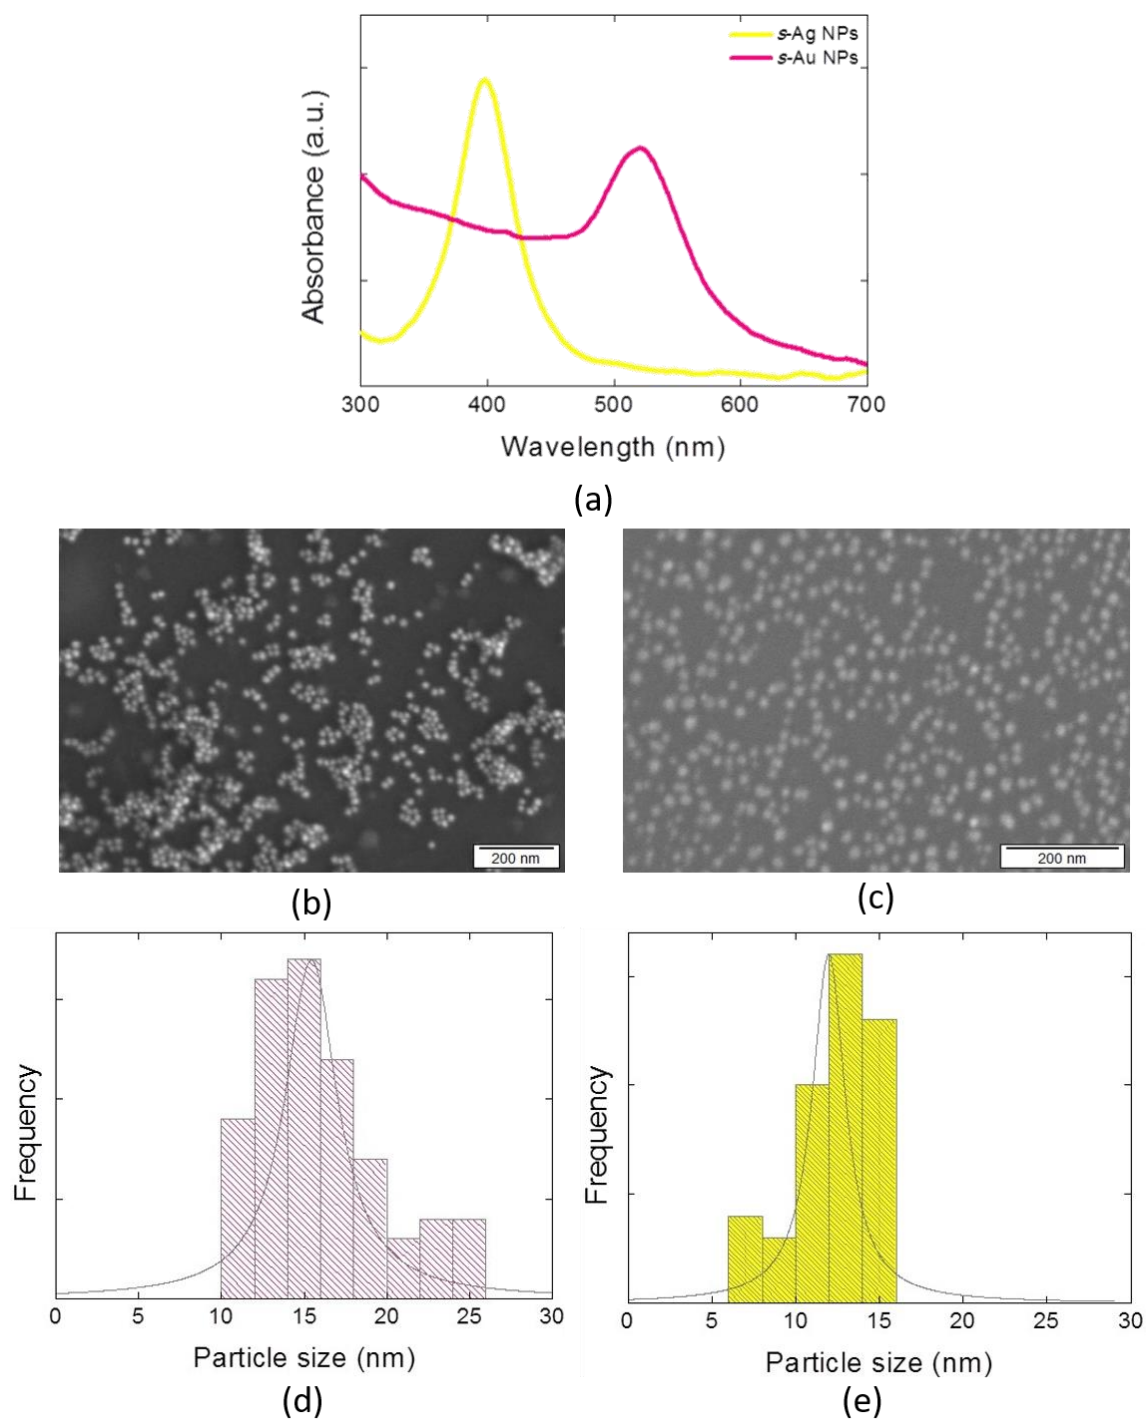 s-Ag NPs
s-Au NPs
Absorbance (a.u.)
300 400 500 600 700
Wavelength (nm)
(a)
200 nm
200 nm
(b)
(c)
Frequency
0 5 10 15 20 25 30
Particle size (nm)
(d)
Frequency
0 5 10 15 20 25 30
Particle size (nm)
(e)